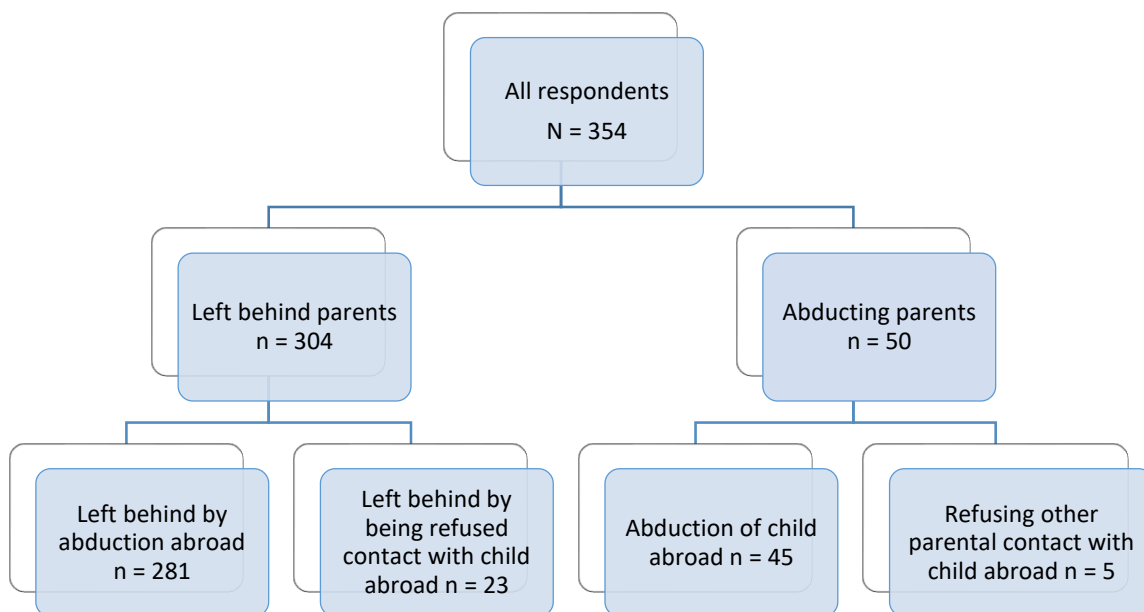 All respondents
N = 354
Left behind parents
n = 304
Abducting parents
n = 50
Left behind by
abduction abroad
n = 281
Left behind by
being refused
contact with child
abroad n = 23
Abduction of child
abroad n = 45
Refusing other
parental contact with
child abroad n = 5